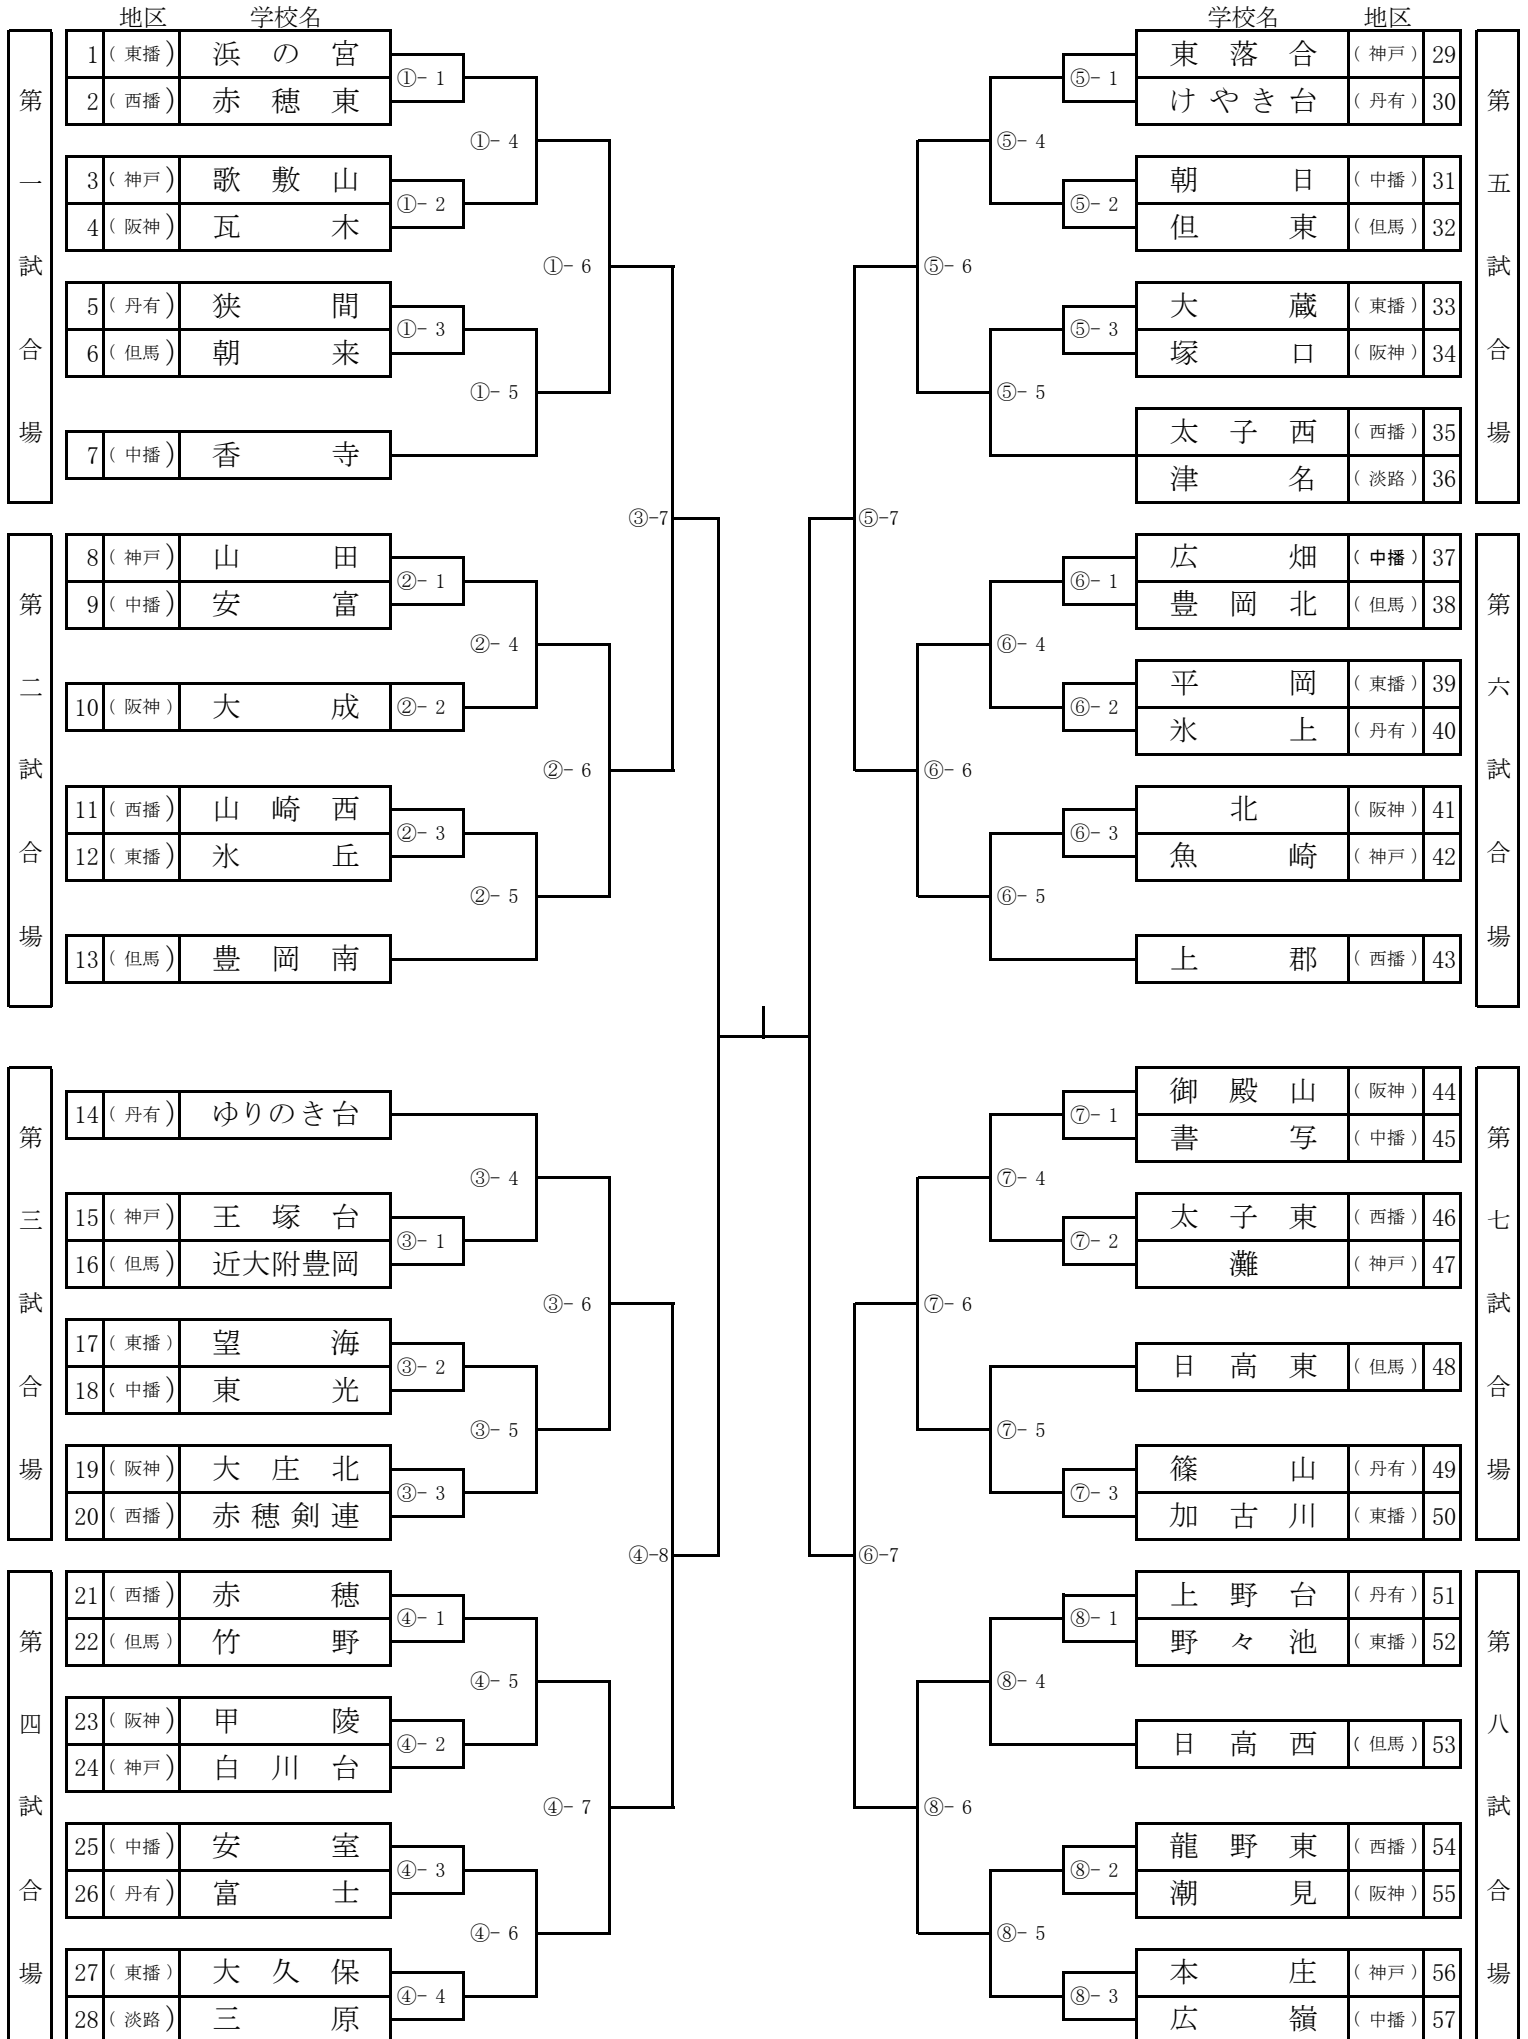 地区 学校名
第一試合場
1 (東播) 浜の宮
①- 1
2 (西播) 赤穂東
①- 4
3 (神戸) 歌敷山
①- 2
4 (阪神) 瓦木
①- 6
5 (丹有) 狭間
①- 3
6 (但馬) 朝来
①- 5
7 (中播) 香寺
③-7
第二試合場
8 (神戸) 山田
②- 1
9 (中播) 安富
②- 4
10 (阪神) 大成 ②- 2
②- 6
11 (西播) 山崎西
②- 3
12 (東播) 氷丘
②- 5
13 (但馬) 豊岡南
第三試合場
14 (丹有) ゆりのき台
③- 4
15 (神戸) 王塚台
③- 1
16 (但馬) 近大附豊岡
③- 6
17 (東播) 望海
③- 2
18 (中播) 東光
③- 5
19 (阪神) 大庄北
③- 3
20 (西播) 赤穂剣連
④-8
第四試合場
21 (西播) 赤穂
④- 1
22 (但馬) 竹野
④- 5
23 (阪神) 甲陵
④- 2
24 (神戸) 白川台
④- 7
25 (中播) 安室
④- 3
26 (丹有) 富士
④- 6
27 (東播) 大久保
④- 4
28 (淡路) 三原
学校名 地区
第五試合場
東落合 (神戸) 29
⑤- 1
けやき台 (丹有) 30
⑤- 4
朝日 (中播) 31
⑤- 2
但東 (但馬) 32
⑤- 6
大蔵 (東播) 33
⑤- 3
塚口 (阪神) 34
⑤- 5
太子西 (西播) 35
津名 (淡路) 36
⑤-7
第六試合場
広畑 (中播) 37
⑥- 1
豊岡北 (但馬) 38
⑥- 4
平岡 (東播) 39
⑥- 2
氷上 (丹有) 40
⑥- 6
北 (阪神) 41
⑥- 3
魚崎 (神戸) 42
⑥- 5
上郡 (西播) 43
第七試合場
御殿山 (阪神) 44
⑦- 1
書写 (中播) 45
⑦- 4
太子東 (西播) 46
⑦- 2
灘 (神戸) 47
⑦- 6
日高東 (但馬) 48
⑦- 5
篠山 (丹有) 49
⑦- 3
加古川 (東播) 50
⑥-7
第八試合場
上野台 (丹有) 51
⑧- 1
野々池 (東播) 52
⑧- 4
日高西 (但馬) 53
⑧- 6
龍野東 (西播) 54
⑧- 2
潮見 (阪神) 55
⑧- 5
本庄 (神戸) 56
⑧- 3
広嶺 (中播) 57